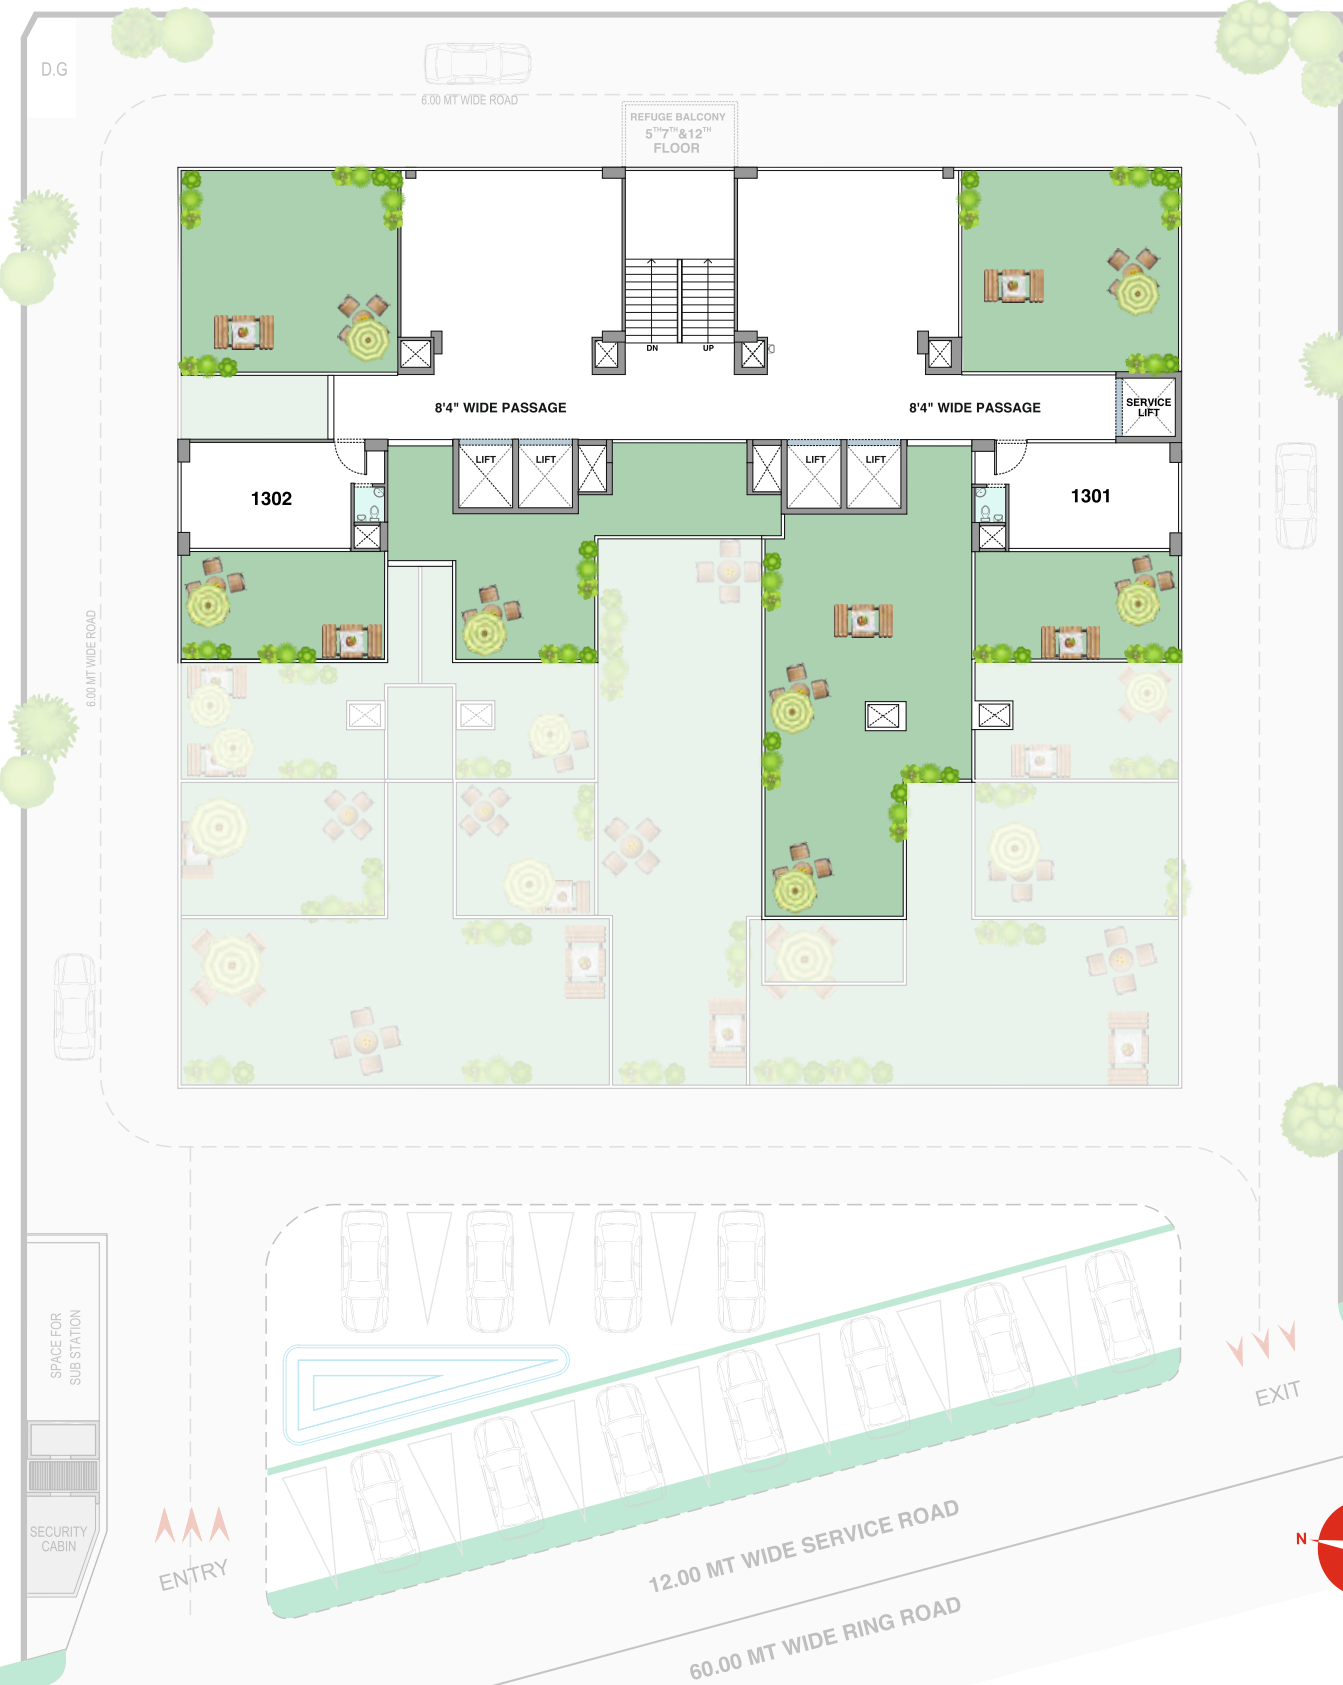 D.G
6.00 MT WIDE ROAD
REFUGE BALCONY
5TH 7TH &12TH
FLOOR
DN
UP
8'4" WIDE PASSAGE
8'4" WIDE PASSAGE
SERVICE
LIFT
LIFT
LIFT
LIFT
LIFT
1302
1301
6.00 MT WIDE ROAD
SPACE FOR
SUB STATION
SECURITY
CABIN
ENTRY
EXIT
12.00 MT WIDE SERVICE ROAD
60.00 MT WIDE RING ROAD
N